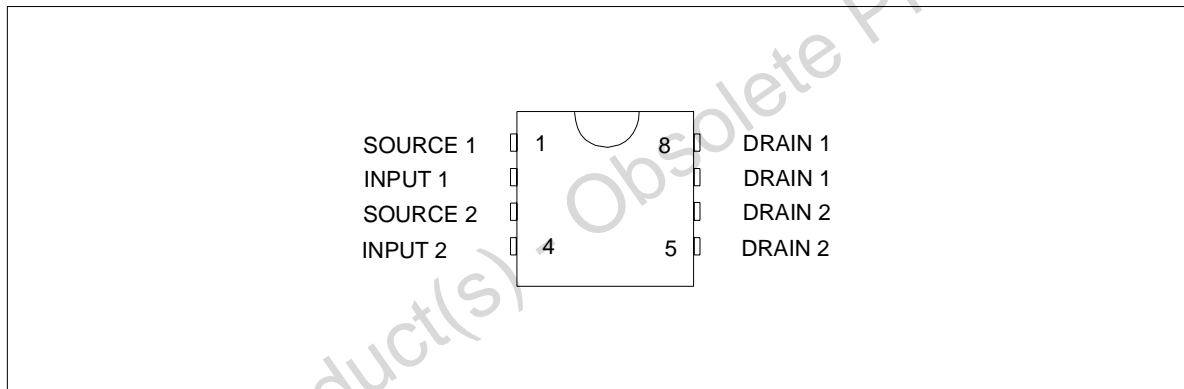 SOURCE 1 1 8 DRAIN 1
INPUT 1 DRAIN 1
SOURCE 2 DRAIN 2
INPUT 2 4 5 DRAIN 2
duct(s) - Obsolete P